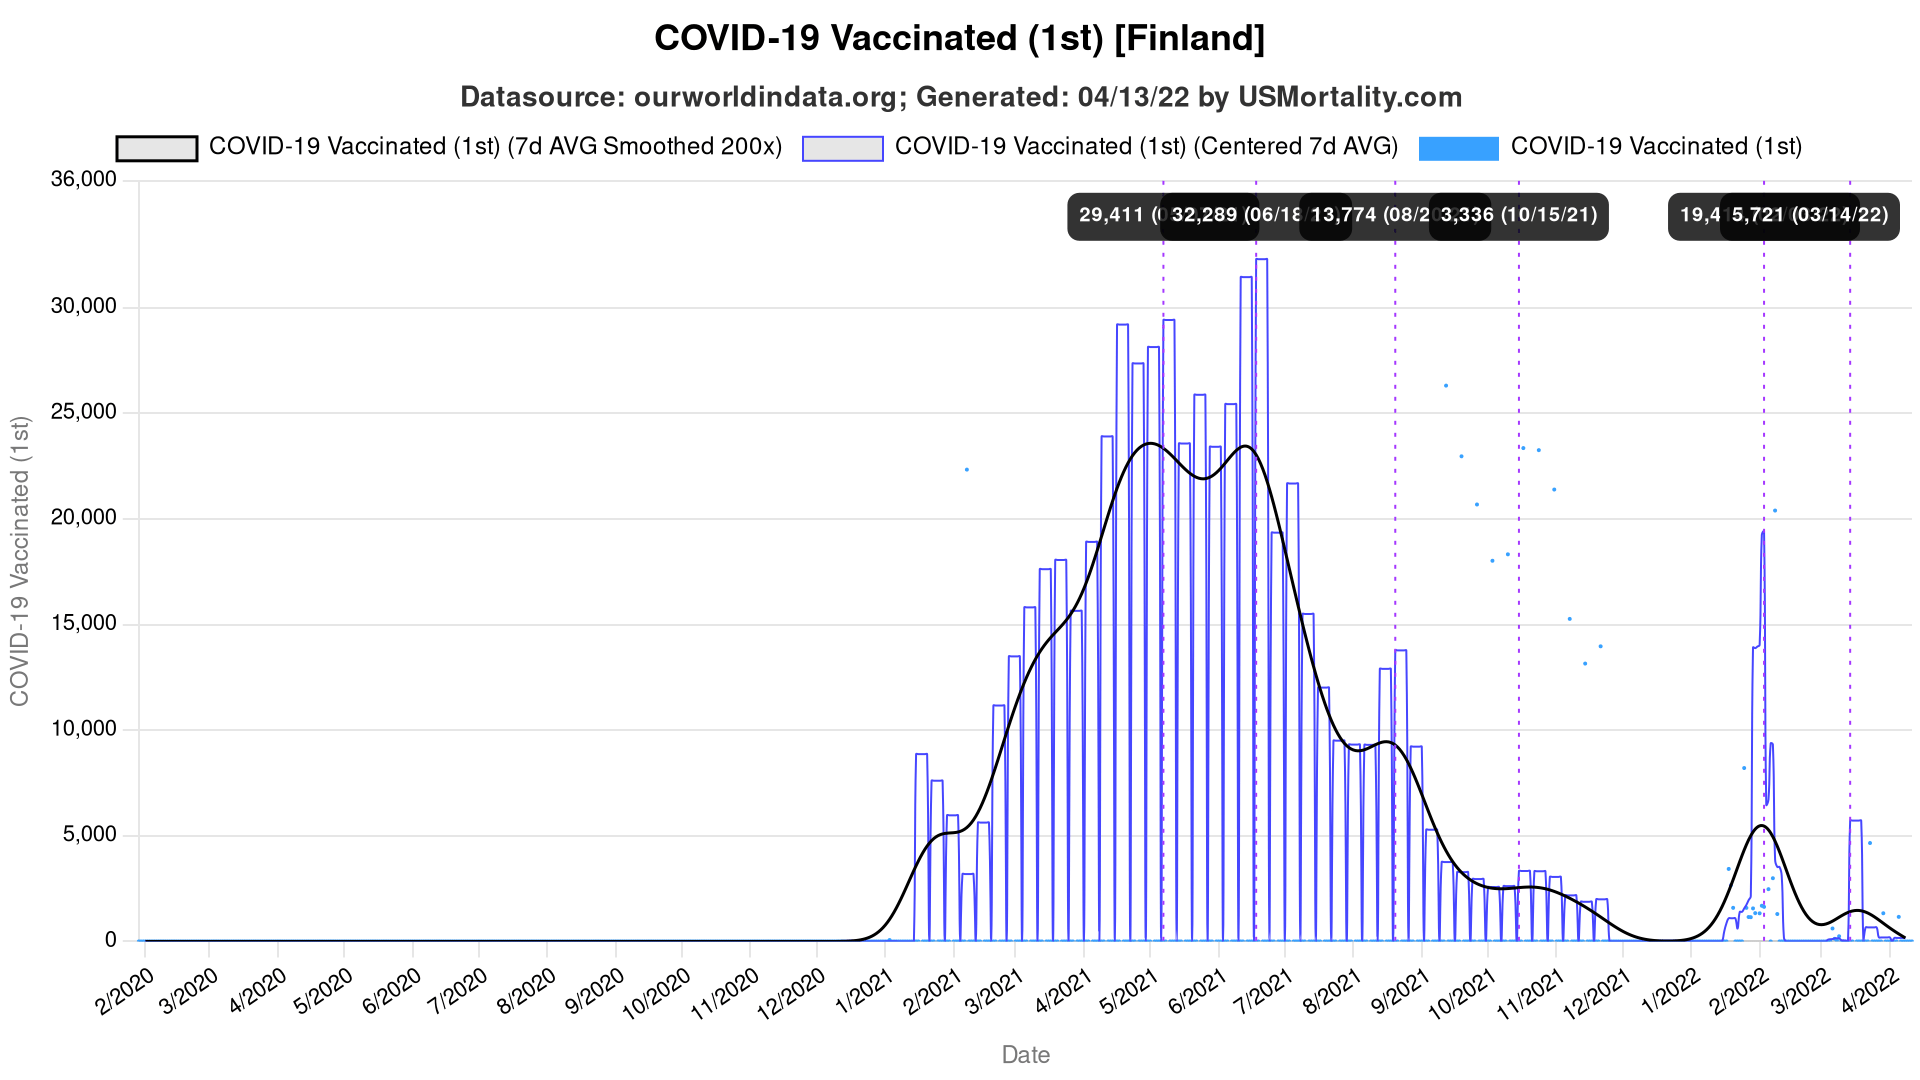 COVID-19 Vaccinated (1st) [Finland]
Datasource: ourworldindata.org; Generated: 04/13/22 by USMortality.com
COVID-19 Vaccinated (1st) (7d AVG Smoothed 200x) COVID-19 Vaccinated (1st) (Centered 7d AVG) COVID-19 Vaccinated (1st)
29,411 ( 32,289 (06/18 13,774 (08/2 3,336 (10/15/21) 19,4 5,721 (03/14/22)
COVID-19 Vaccinated (1st)
36,000
30,000
25,000
20,000
15,000
10,000
5,000
0
2/2020 3/2020 4/2020 5/2020 6/2020 7/2020 8/2020 9/2020 10/2020 11/2020 12/2020 1/2021 2/2021 3/2021 4/2021 5/2021 6/2021 7/2021 8/2021 9/2021 10/2021 11/2021 12/2021 1/2022 2/2022 3/2022 4/2022
Date